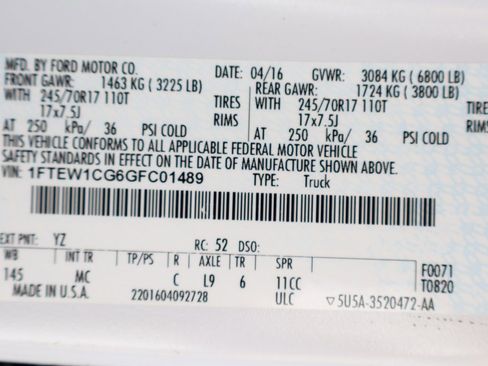 MFD. BY FORD MOTOR CO. DATE: 04/16 GVWR: 3084 KG (6800 LB)
FRONT GAWR: 1463 KG (3225 LB) REAR GAWR: 1724 KG (3800 LB)
WITH 245/70R17 110T TIRES WITH 245/70R17 110T TIRES
17x7.5J RIMS 17x7.5J RIMS
AT 250 kPa/ 36 PSI COLD AT 250 kPa/ 36 PSI COLD
THIS VEHICLE CONFORMS TO ALL APPLICABLE FEDERAL MOTOR VEHICLE
SAFETY STANDARDS IN EFFECT ON THE DATE OF MANUFACTURE SHOWN ABOVE.
VIN: 1FTEW1CG6GFC01489 TYPE: Truck
EXT PNT: YZ RC: 52 DSO:
WB INT TR TP/PS R AXLE TR SPR F0071
145 MC C L9 6 11CC T0820
MADE IN U.S.A. 2201604092728 ULC ▽5U5A-3520472-AA